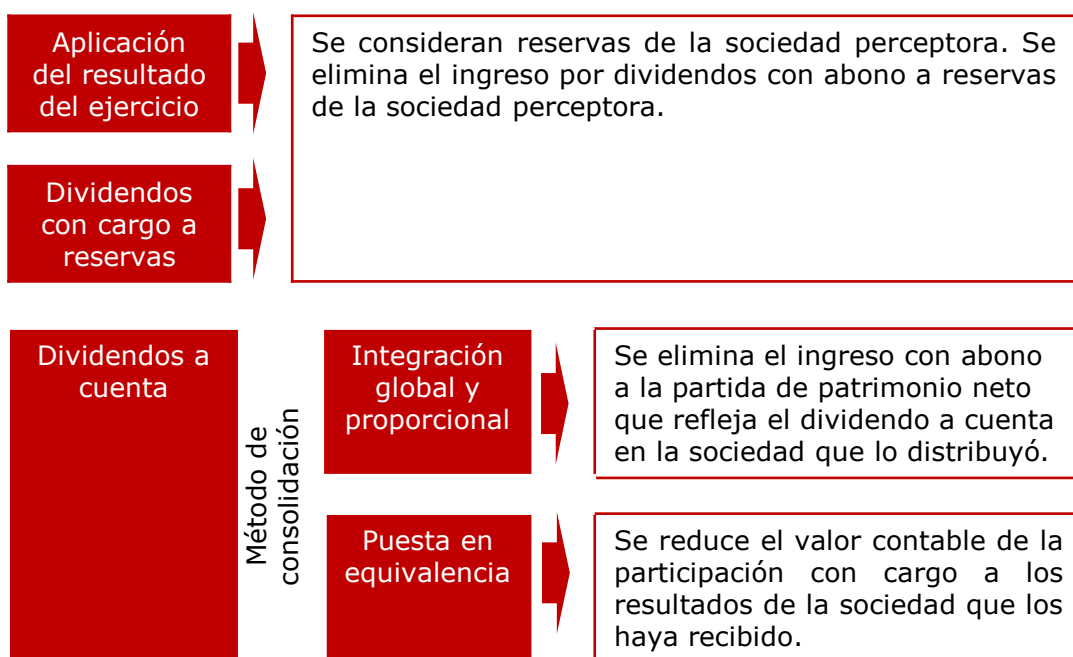 Aplicación
del resultado
del ejercicio
Se consideran reservas de la sociedad perceptora. Se
elimina el ingreso por dividendos con abono a reservas
de la sociedad perceptora.
Dividendos
con cargo a
reservas
Dividendos a
cuenta
Método de
consolidación
Integración
global y
proporcional
Se elimina el ingreso con abono
a la partida de patrimonio neto
que refleja el dividendo a cuenta
en la sociedad que lo distribuyó.
Puesta en
equivalencia
Se reduce el valor contable de la
participación con cargo a los
resultados de la sociedad que los
haya recibido.